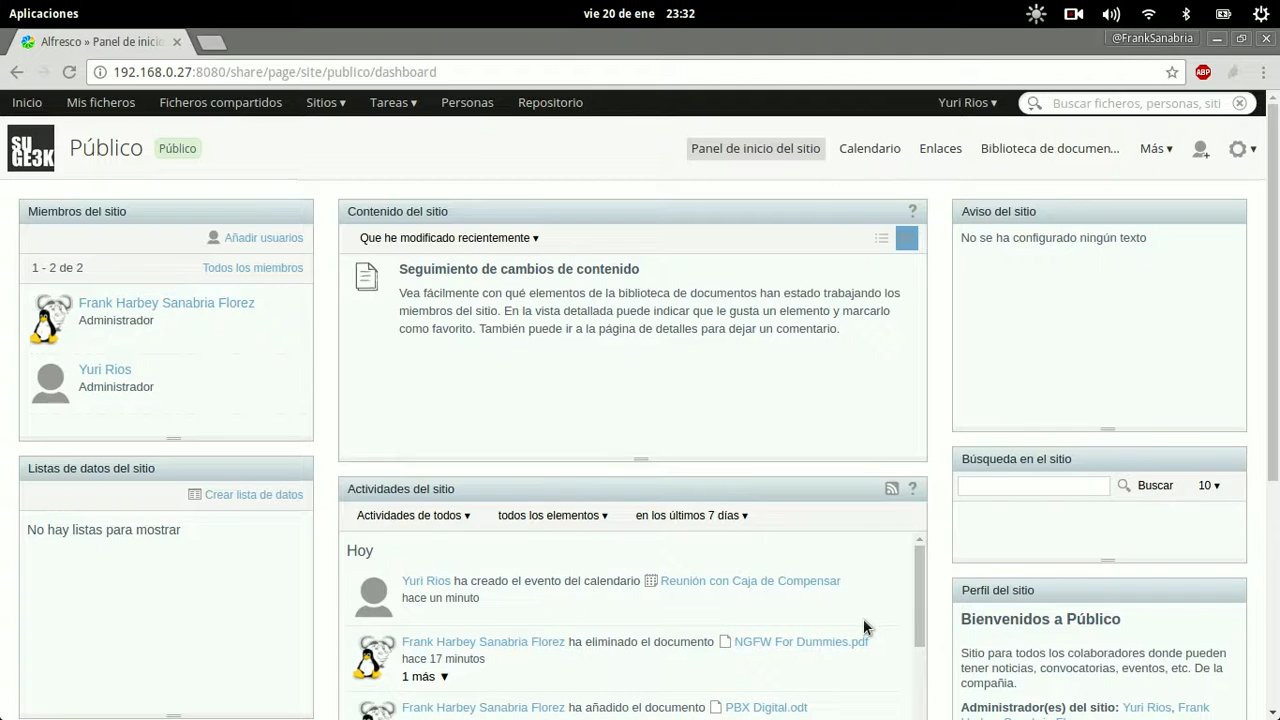 Aplicaciones
vie 20 de ene 23:32
Alfresco » Panel de inicio
@FrankSanabria
192.168.0.27:8080/share/page/site/publico/dashboard
ABP
Inicio Mis ficheros Ficheros compartidos Sitios ▾ Tareas ▾ Personas Repositorio Yuri Rios ▾ Buscar ficheros, personas, siti
SU GE3K
Público Público
Panel de inicio del sitio Calendario Enlaces Biblioteca de documen... Más ▾
Miembros del sitio
Añadir usuarios
1 - 2 de 2 Todos los miembros
Frank Harbey Sanabria Florez
Administrador
Yuri Rios
Administrador
Listas de datos del sitio
Crear lista de datos
No hay listas para mostrar
Contenido del sitio ?
Que he modificado recientemente ▾
Seguimiento de cambios de contenido
Vea fácilmente con qué elementos de la biblioteca de documentos han estado trabajando los
miembros del sitio. En la vista detallada puede indicar que le gusta un elemento y marcarlo
como favorito. También puede ir a la página de detalles para dejar un comentario.
Actividades del sitio ?
Actividades de todos ▾ todos los elementos ▾ en los últimos 7 días ▾
Hoy
Yuri Rios ha creado el evento del calendario Reunión con Caja de Compensar
hace un minuto
Frank Harbey Sanabria Florez ha eliminado el documento NGFW For Dummies.pdf
hace 17 minutos
1 más ▼
Frank Harbey Sanabria Florez ha añadido el documento PBX Digital.odt
Aviso del sitio
No se ha configurado ningún texto
Búsqueda en el sitio
Buscar 10 ▾
Perfil del sitio
Bienvenidos a Público
Sitio para todos los colaboradores donde pueden
tener noticias, convocatorias, eventos, etc. De la
compañia.
Administrador(es) del sitio: Yuri Rios, Frank